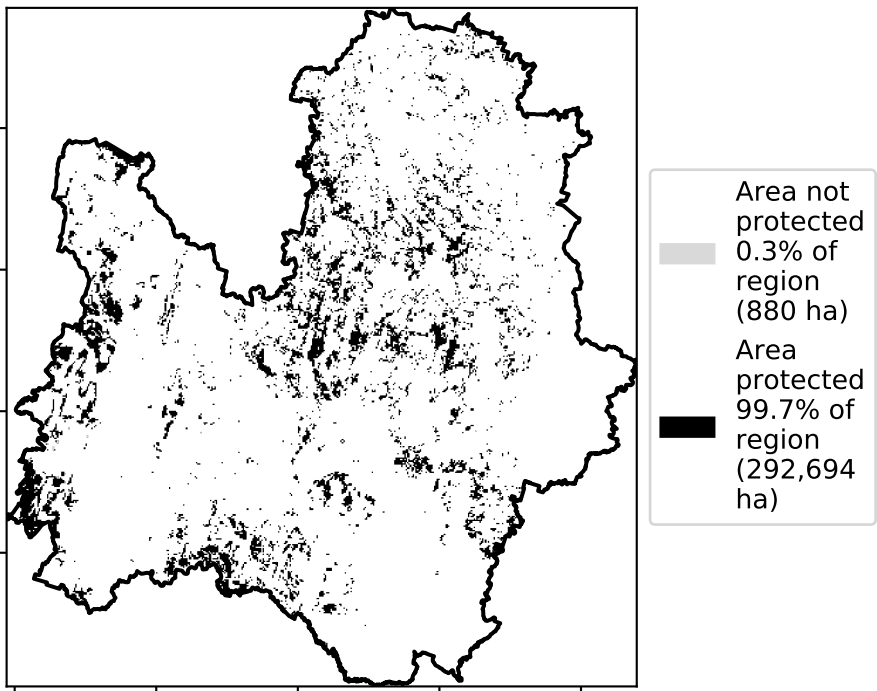 Area not
protected
0.3% of
region
(880 ha)
Area
protected
99.7% of
region
(292,694
ha)